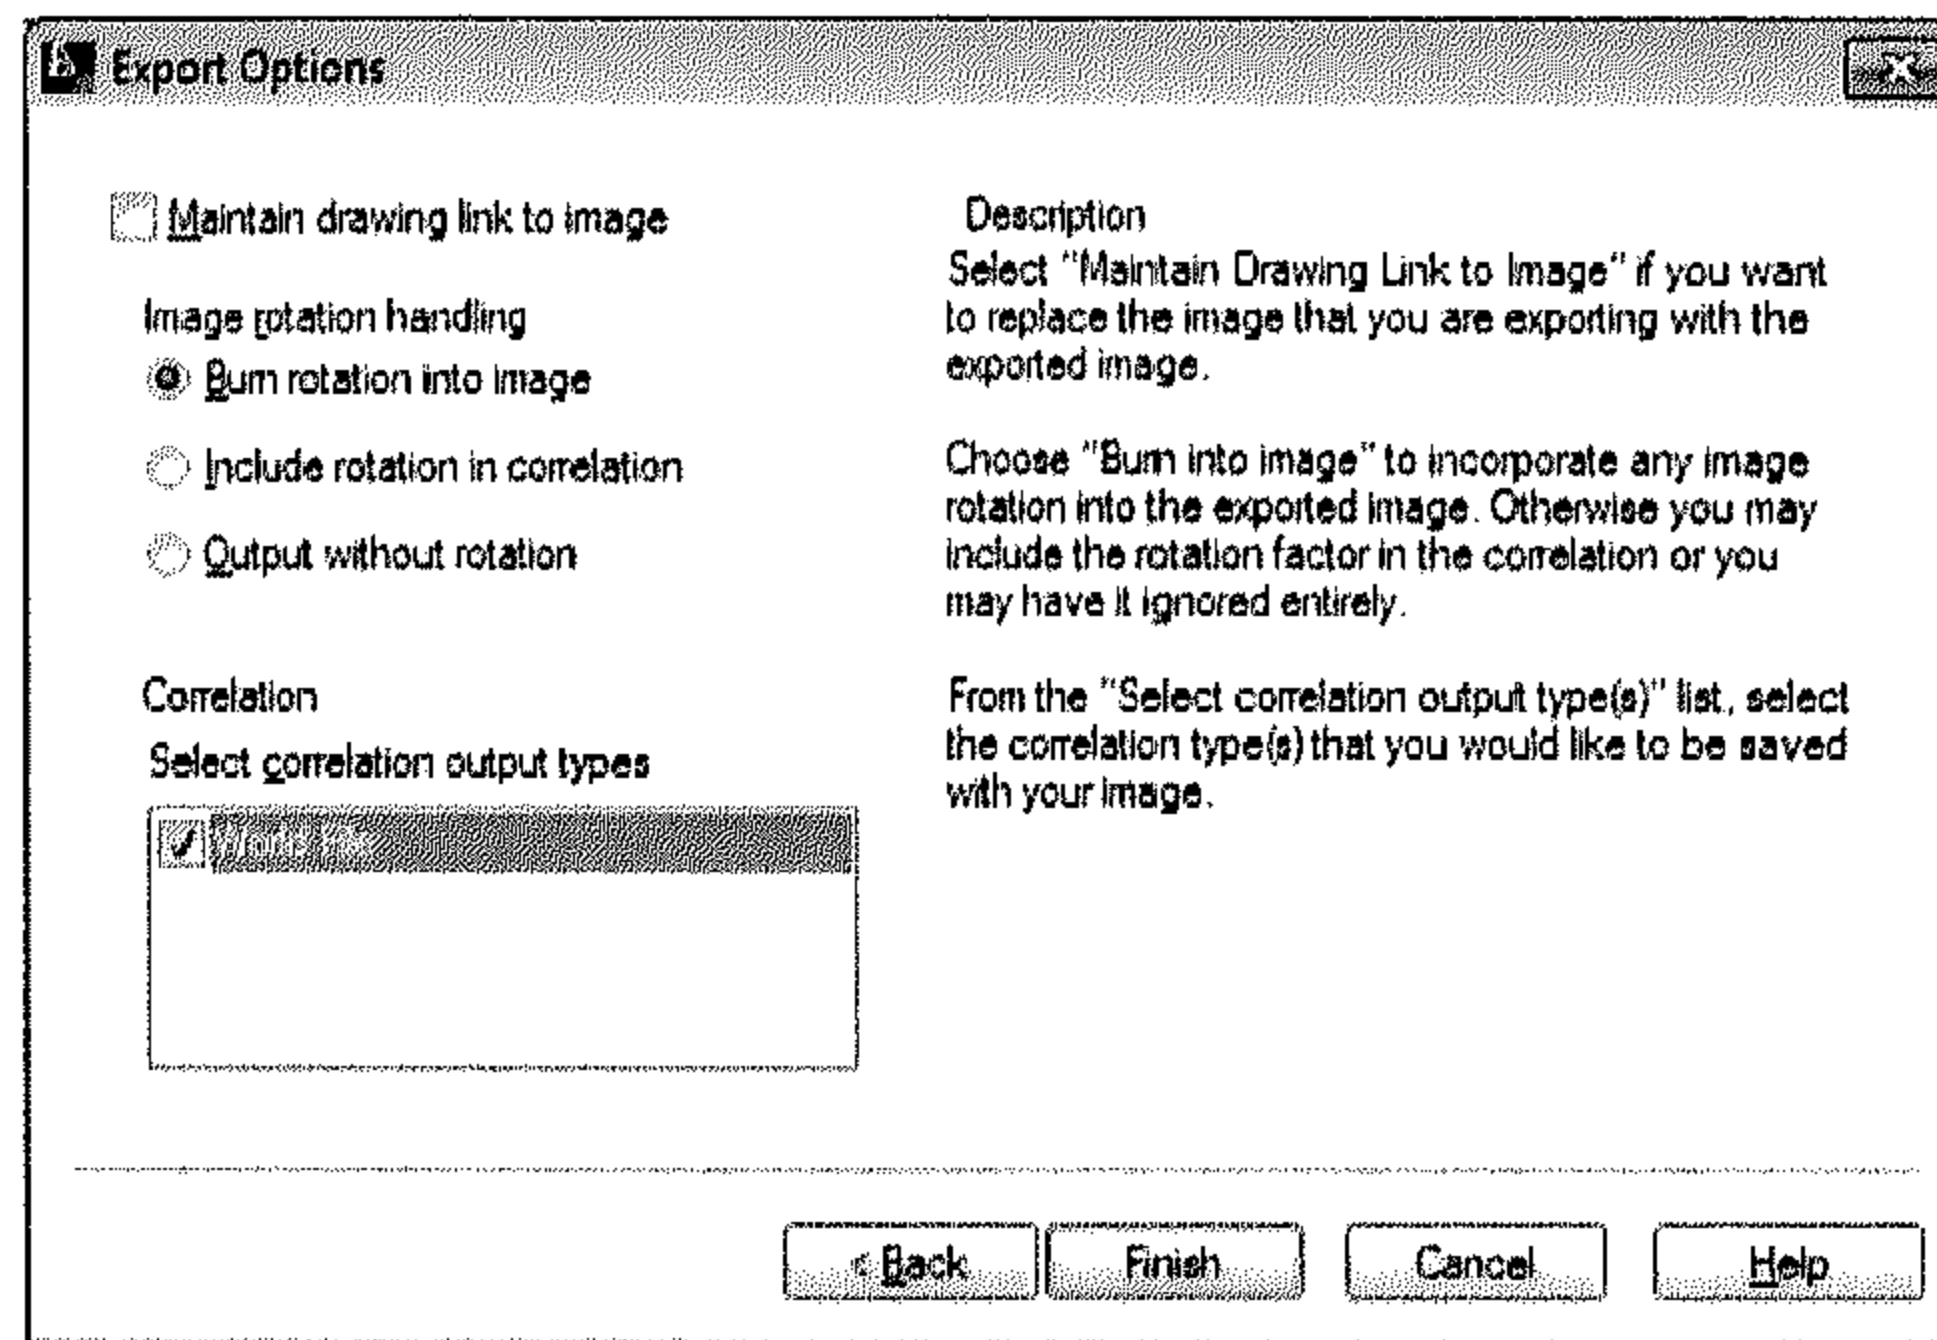 Export Options
Maintain drawing link to image
Image rotation handling
Burn rotation into image
Include rotation in correlation
Output without rotation
Correlation
Select correlation output types
Description
Select "Maintain Drawing Link to Image" if you want
to replace the image that you are exporting with the
exported image.
Choose "Burn into image" to incorporate any image
rotation into the exported image. Otherwise you may
include the rotation factor in the correlation or you
may have it ignored entirely.
From the "Select correlation output type(s)" list, select
the correlation type(s) that you would like to be saved
with your image.
< Back
Finish
Cancel
Help